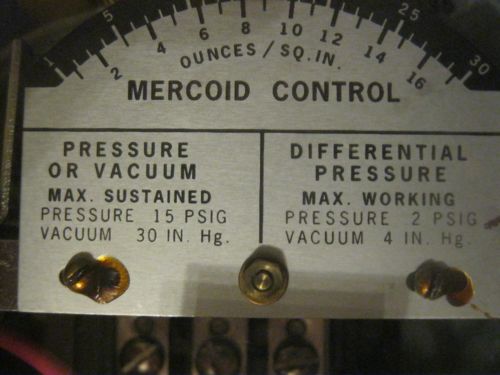 1 5 25 30
2 4 6 8 10 12 14 16
OUNCES/SQ.IN.
MERCOID CONTROL
PRESSURE
OR VACUUM
MAX. SUSTAINED
PRESSURE 15 PSIG
VACUUM 30 IN. Hg.
DIFFERENTIAL
PRESSURE
MAX. WORKING
PRESSURE 2 PSIG
VACUUM 4 IN. Hg.